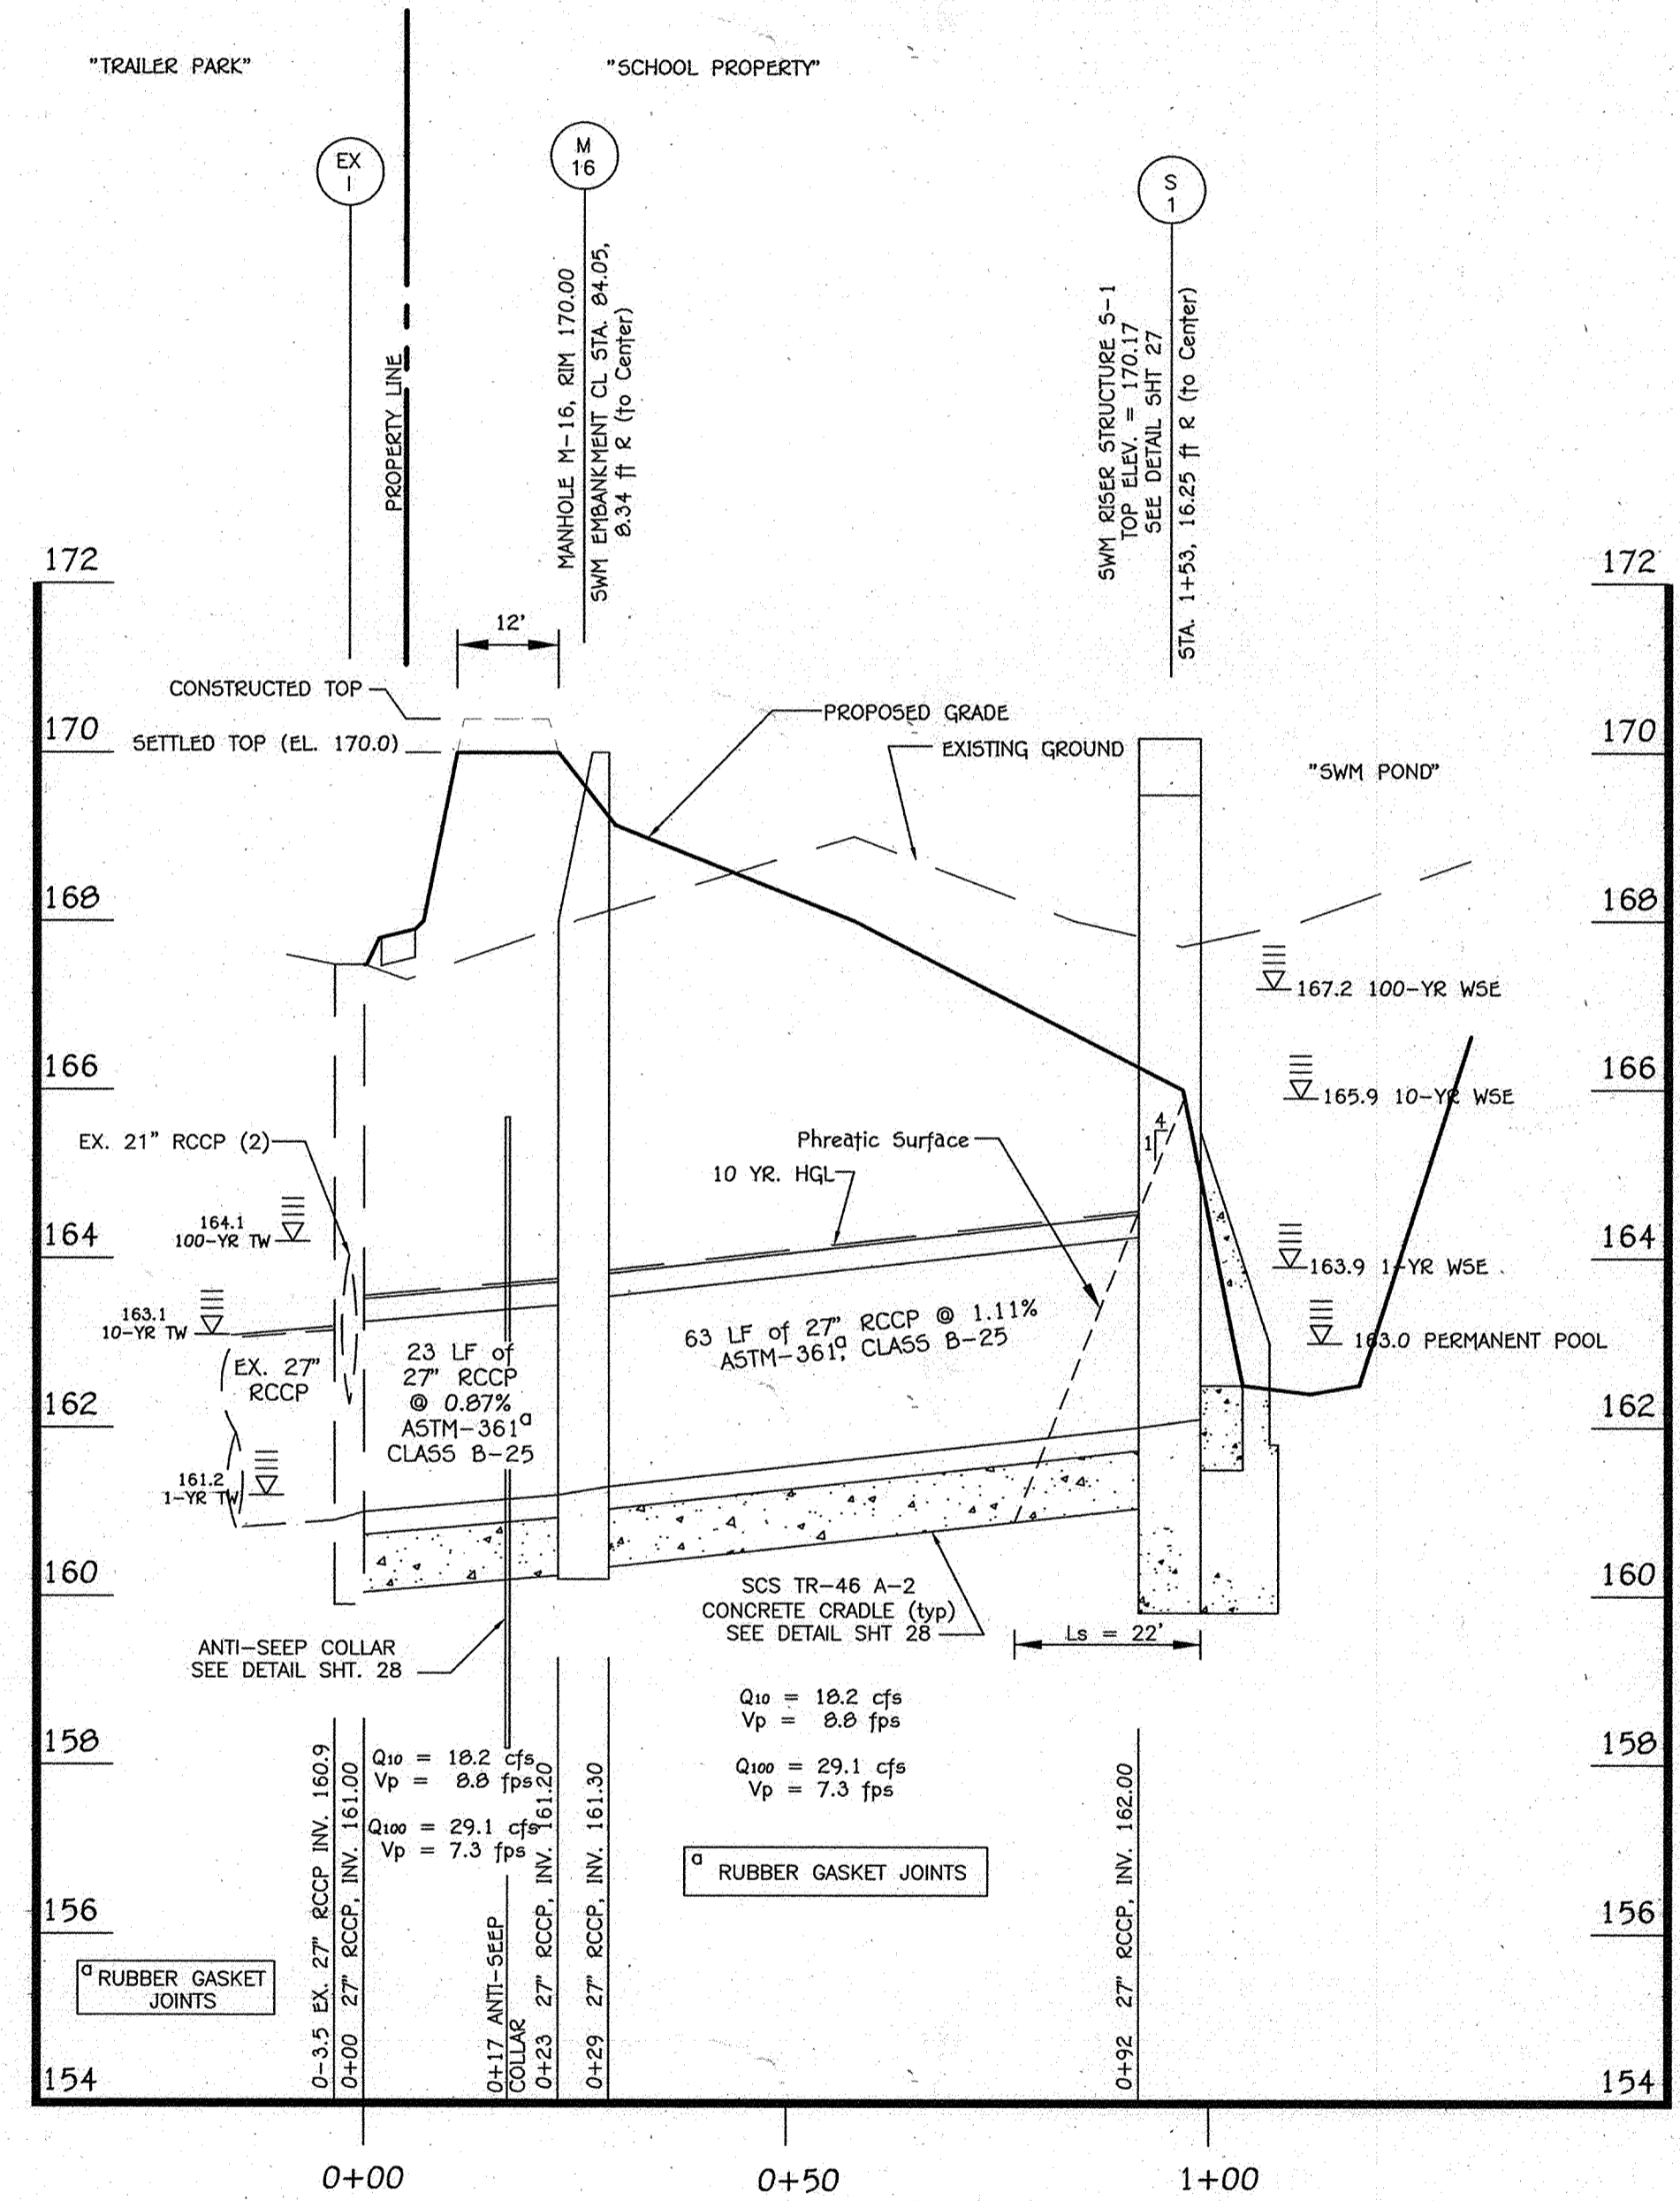 "TRAILER PARK"
"SCHOOL PROPERTY"
EX
1
M
16
S
1
PROPERTY LINE
MANHOLE M-16, RIM 170.00
SWM EMBANKMENT CL STA. 84.05,
8.34 ft R (to Center)
SWM RISER STRUCTURE S-1
TOP ELEV. = 170.17
SEE DETAIL SHT 27
STA. 1+53, 16.25 ft R (to Center)
172
172
12'
CONSTRUCTED TOP
170
SETTLED TOP (EL. 170.0)
PROPOSED GRADE
EXISTING GROUND
170
"SWM POND"
168
168
167.2 100-YR WSE
166
166
165.9 10-YR WSE
EX. 21" RCCP (2)
Phreatic Surface
4
1
10 YR. HGL
164
164.1
100-YR TW
164
163.9 1-YR WSE
163.1
10-YR TW
163.0 PERMANENT POOL
EX. 27"
RCCP
23 LF of
27" RCCP
@ 0.87%
ASTM-361a
CLASS B-25
63 LF of 27" RCCP @ 1.11%
ASTM-361a, CLASS B-25
162
162
161.2
1-YR TW
160
160
SCS TR-46 A-2
CONCRETE CRADLE (typ)
SEE DETAIL SHT 28
Ls = 22'
ANTI-SEEP COLLAR
SEE DETAIL SHT. 28
158
158
Q10 = 18.2 cfs
Vp = 8.8 fps
Q100 = 29.1 cfs
Vp = 7.3 fps
Q10 = 18.2 cfs
Vp = 8.8 fps
Q100 = 29.1 cfs
Vp = 7.3 fps
a RUBBER GASKET JOINTS
156
156
a RUBBER GASKET
JOINTS
0-3.5 EX. 27" RCCP INV. 160.9
0+00 27" RCCP, INV. 161.00
0+17 ANTI-SEEP
COLLAR
0+23 27" RCCP, INV. 161.20
0+29 27" RCCP, INV. 161.30
0+92 27" RCCP, INV. 162.00
154
154
0+00
0+50
1+00